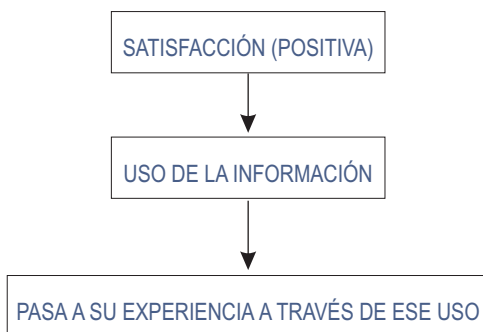 SATISFACCIÓN (POSITIVA)
USO DE LA INFORMACIÓN
PASA A SU EXPERIENCIA A TRAVÉS DE ESE USO